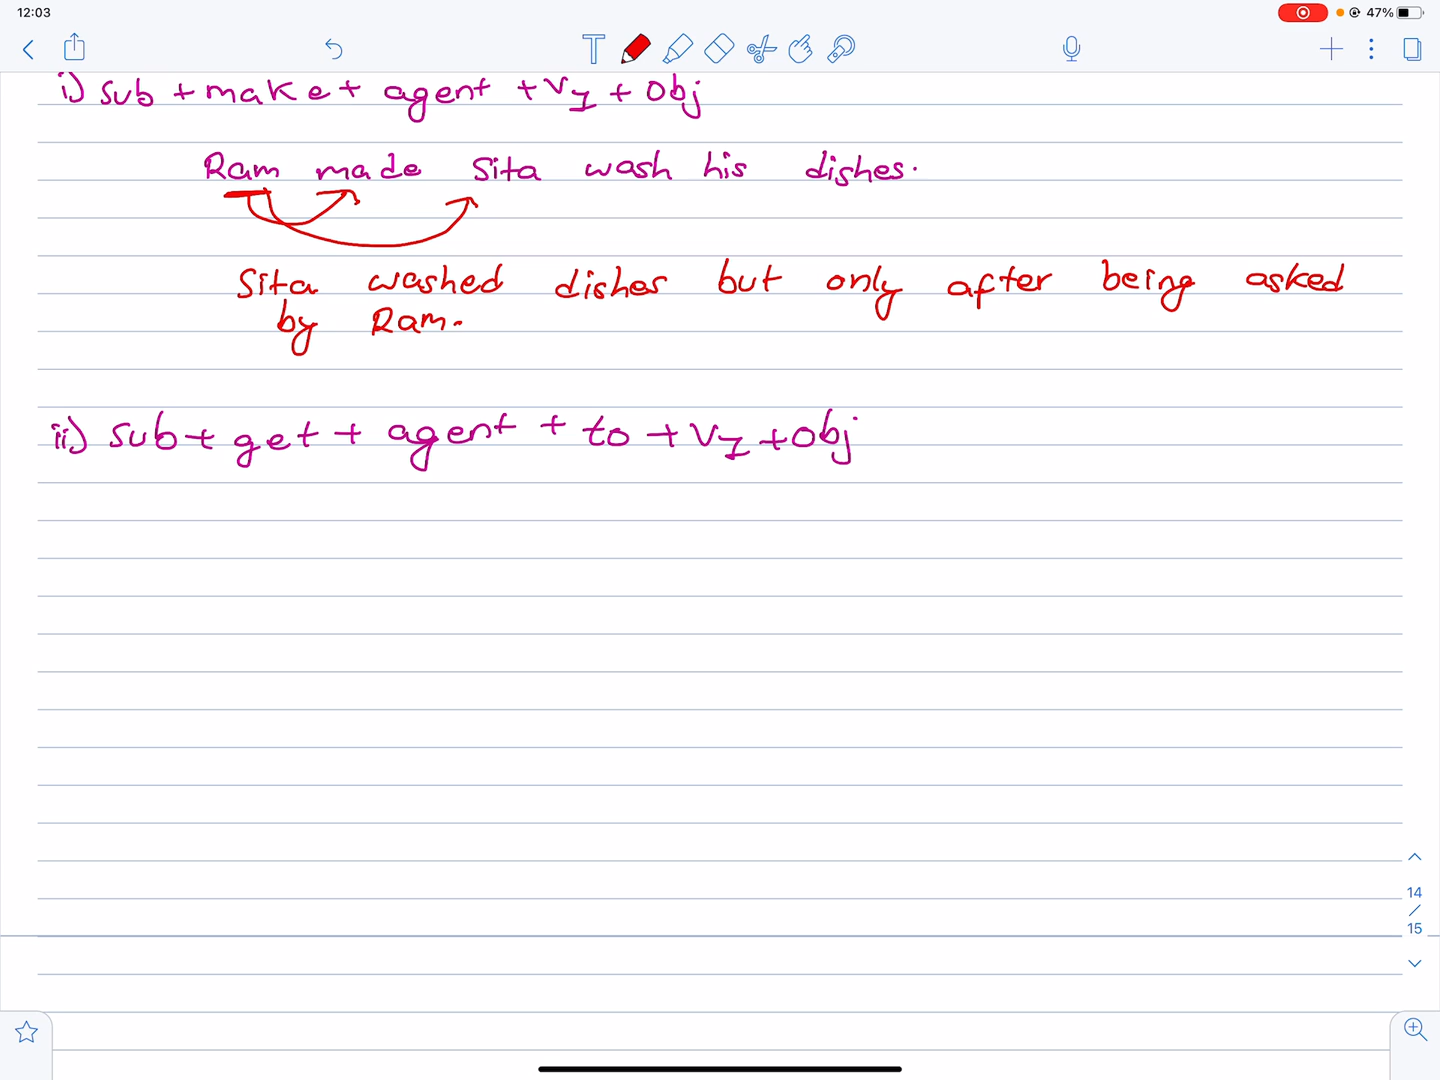 12:03
47%
i) sub + make + agent + V1 + Obj
Ram made Sita wash his dishes.
Sita washed dishes but only after being asked
by Ram.
ii) sub + get + agent + to + V1 + Obj
14
/
15